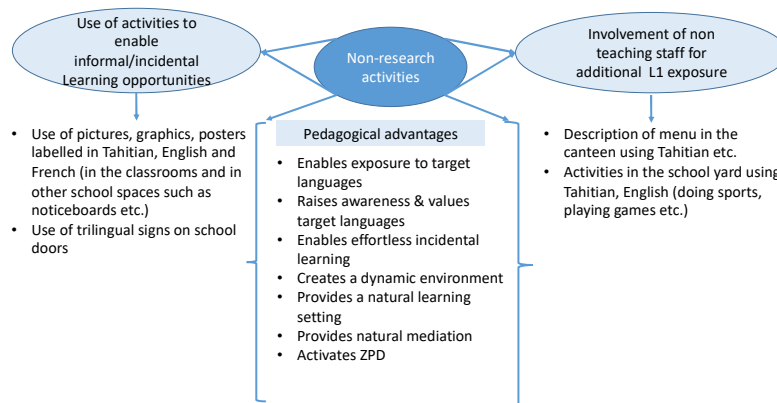 Use of activities to
enable
informal/incidental
Learning opportunities
Non-research
activities
Involvement of non
teaching staff for
additional L1 exposure
• Use of pictures, graphics, posters
labelled in Tahitian, English and
French (in the classrooms and in
other school spaces such as
noticeboards etc.)
• Use of trilingual signs on school
doors
Pedagogical advantages
• Enables exposure to target
languages
• Raises awareness & values
target languages
• Enables effortless incidental
learning
• Creates a dynamic environment
• Provides a natural learning
setting
• Provides natural mediation
• Activates ZPD
• Description of menu in the
canteen using Tahitian etc.
• Activities in the school yard using
Tahitian, English (doing sports,
playing games etc.)